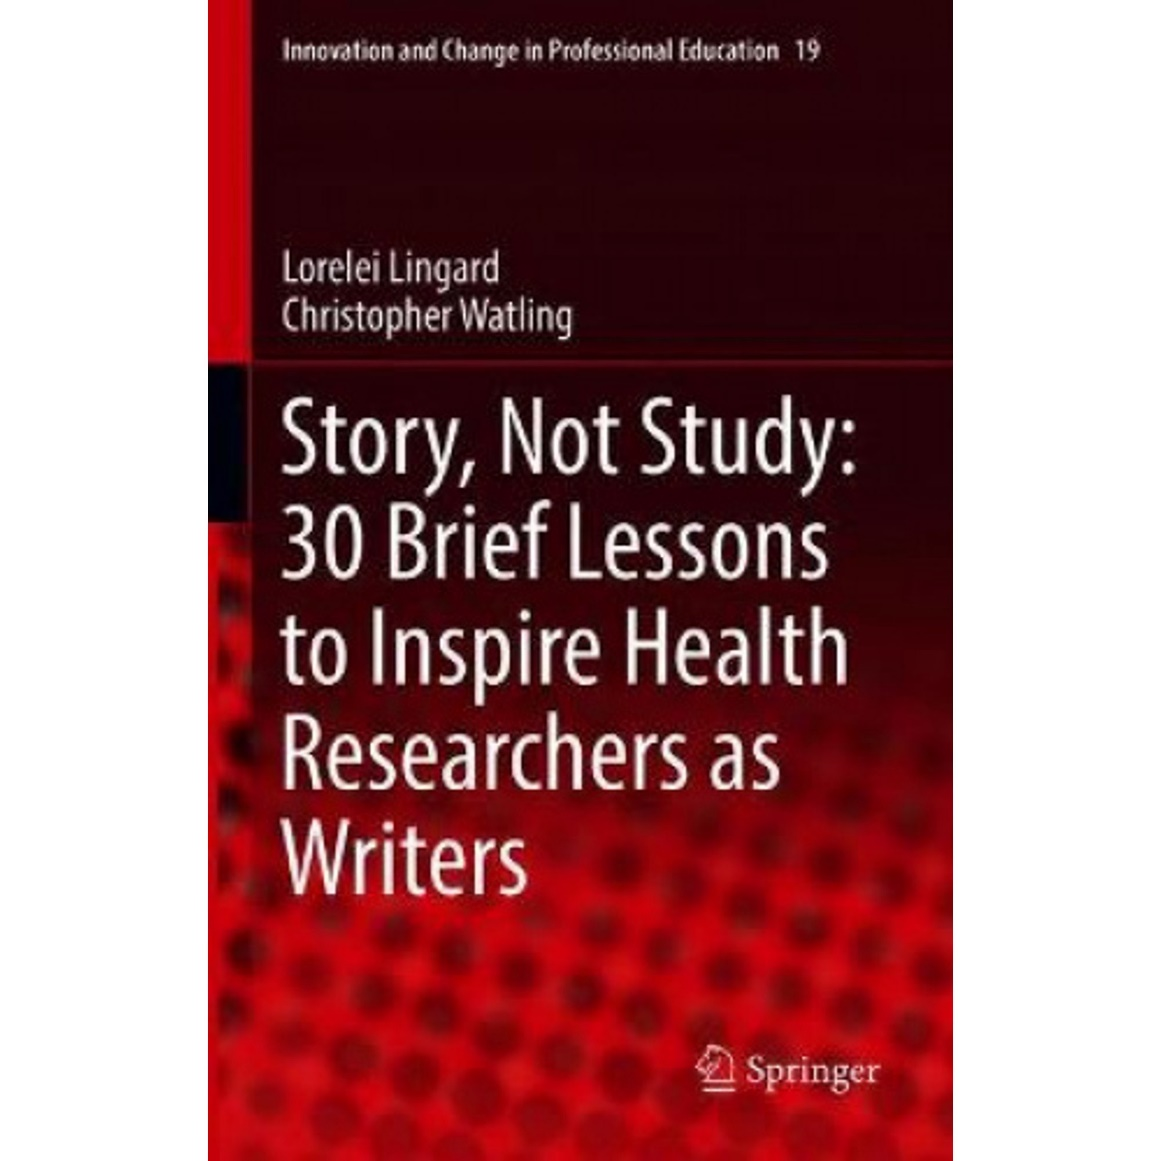 Innovation and Change in Professional Education 19
Lorelei Lingard
Christopher Watling
Story, Not Study:
30 Brief Lessons
to Inspire Health
Researchers as
Writers
Springer